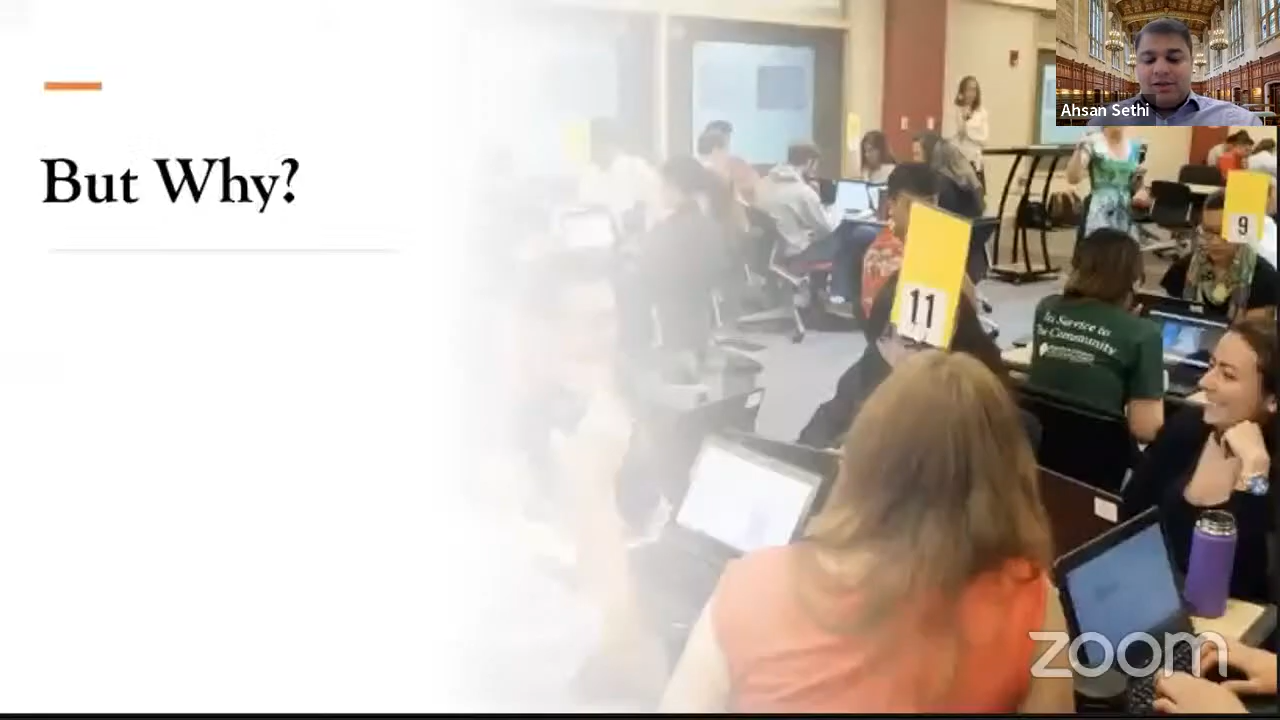 Ahsan Sethi
But Why?
9
11
In Service to
The Community
zoom